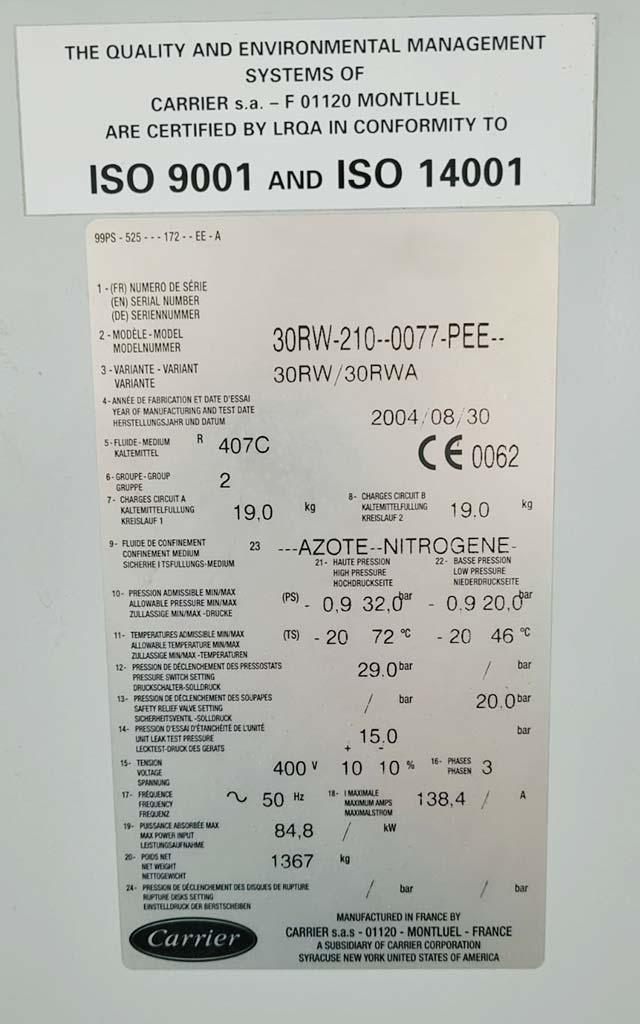 THE QUALITY AND ENVIRONMENTAL MANAGEMENT
SYSTEMS OF
CARRIER s.a. – F 01120 MONTLUEL
ARE CERTIFIED BY LRQA IN CONFORMITY TO
ISO 9001 AND ISO 14001
99PS - 525 - - - 172 - - EE - A
1 - (FR) NUMERO DE SÉRIE
(EN) SERIAL NUMBER
(DE) SERIENNUMMER
2 - MODÈLE - MODEL
MODELNUMMER
30RW-210--0077-PEE--
3 - VARIANTE - VARIANT
VARIANTE
30RW/30RWA
4- ANNÉE DE FABRICATION ET DATE D'ESSAI
YEAR OF MANUFACTURING AND TEST DATE
HERSTELLUNGSJAHR UND DATUM
2004/08/30
5 - FLUIDE - MEDIUM
KALTEMITTEL
R 407C
CE 0062
6 - GROUPE - GROUP
GRUPPE
2
7 - CHARGES CIRCUIT A
KALTEMITTELFULLUNG
KREISLAUF 1
19,0 kg
8- CHARGES CIRCUIT B
KALTEMITTELFULLUNG
KREISLAUF 2
19.0 kg
9- FLUIDE DE CONFINEMENT
CONFINEMENT MEDIUM
SICHERHE I TSFULLUNGS-MEDIUM
23 ---AZOTE--NITROGENE-
21- HAUTE PRESSION
HIGH PRESSURE
HOCHDRUCKSEITE
22- BASSE PRESSION
LOW PRESSURE
NIEDERDRUCKSEITE
10- PRESSION ADMISSIBLE MIN/MAX
ALLOWABLE PRESSURE MIN/MAX
ZULLASSIGE MIN/MAX -DRUCKE
(PS) - 0,9 32,0 bar - 0.9 20,0 bar
11- TEMPERATURES ADMISSIBLE MIN/MAX
ALLOWABLE TEMPERATURE MIN/MAX
ZULLASSIGE MIN/MAX -TEMPERATUREN
(TS) - 20 72 °C - 20 46 °C
12- PRESSION DE DÉCLENCHEMENT DES PRESSOSTATS
PRESSURE SWITCH SETTING
DRUCKSCHALTER-SOLLDRUCK
29.0 bar / bar
13- PRESSION DE DÉCLENCHEMENT DES SOUPAPES
SAFETY RELIEF VALVE SETTING
SICHERHEITSVENTIL -SOLLDRUCK
/ bar 20.0 bar
14- PRESSION D'ESSAI D'ÉTANCHÉITÉ DE L'UNITÉ
UNIT LEAK TEST PRESSURE
LECKTEST-DRUCK DES GERATS
15.0 bar
15- TENSION
VOLTAGE
SPANNUNG
400 V + 10 - 10 %
16- PHASES
PHASEN
3
17- FRÉQUENCE
FREQUENCY
FREQUENZ
~ 50 Hz
18- I MAXIMALE
MAXIMUM AMPS
MAXIMALSTROM
138,4 / A
19- PUISSANCE ABSORBÉE MAX
MAX POWER INPUT
LEISTUNGSAUFNAHME
84,8 / kW
20- POIDS NET
NET WEIGHT
NETTOGEWICHT
1367 kg
24- PRESSION DE DÉCLENCHEMENT DES DISQUES DE RUPTURE
RUPTURE DISKS SETTING
EINSTELLDRUCK DER BERSTSCHEIBEN
/ bar / bar
Carrier
MANUFACTURED IN FRANCE BY
CARRIER s.a.s - 01120 - MONTLUEL - FRANCE
A SUBSIDIARY OF CARRIER CORPORATION
SYRACUSE NEW YORK UNITED STATES OF AMERICA